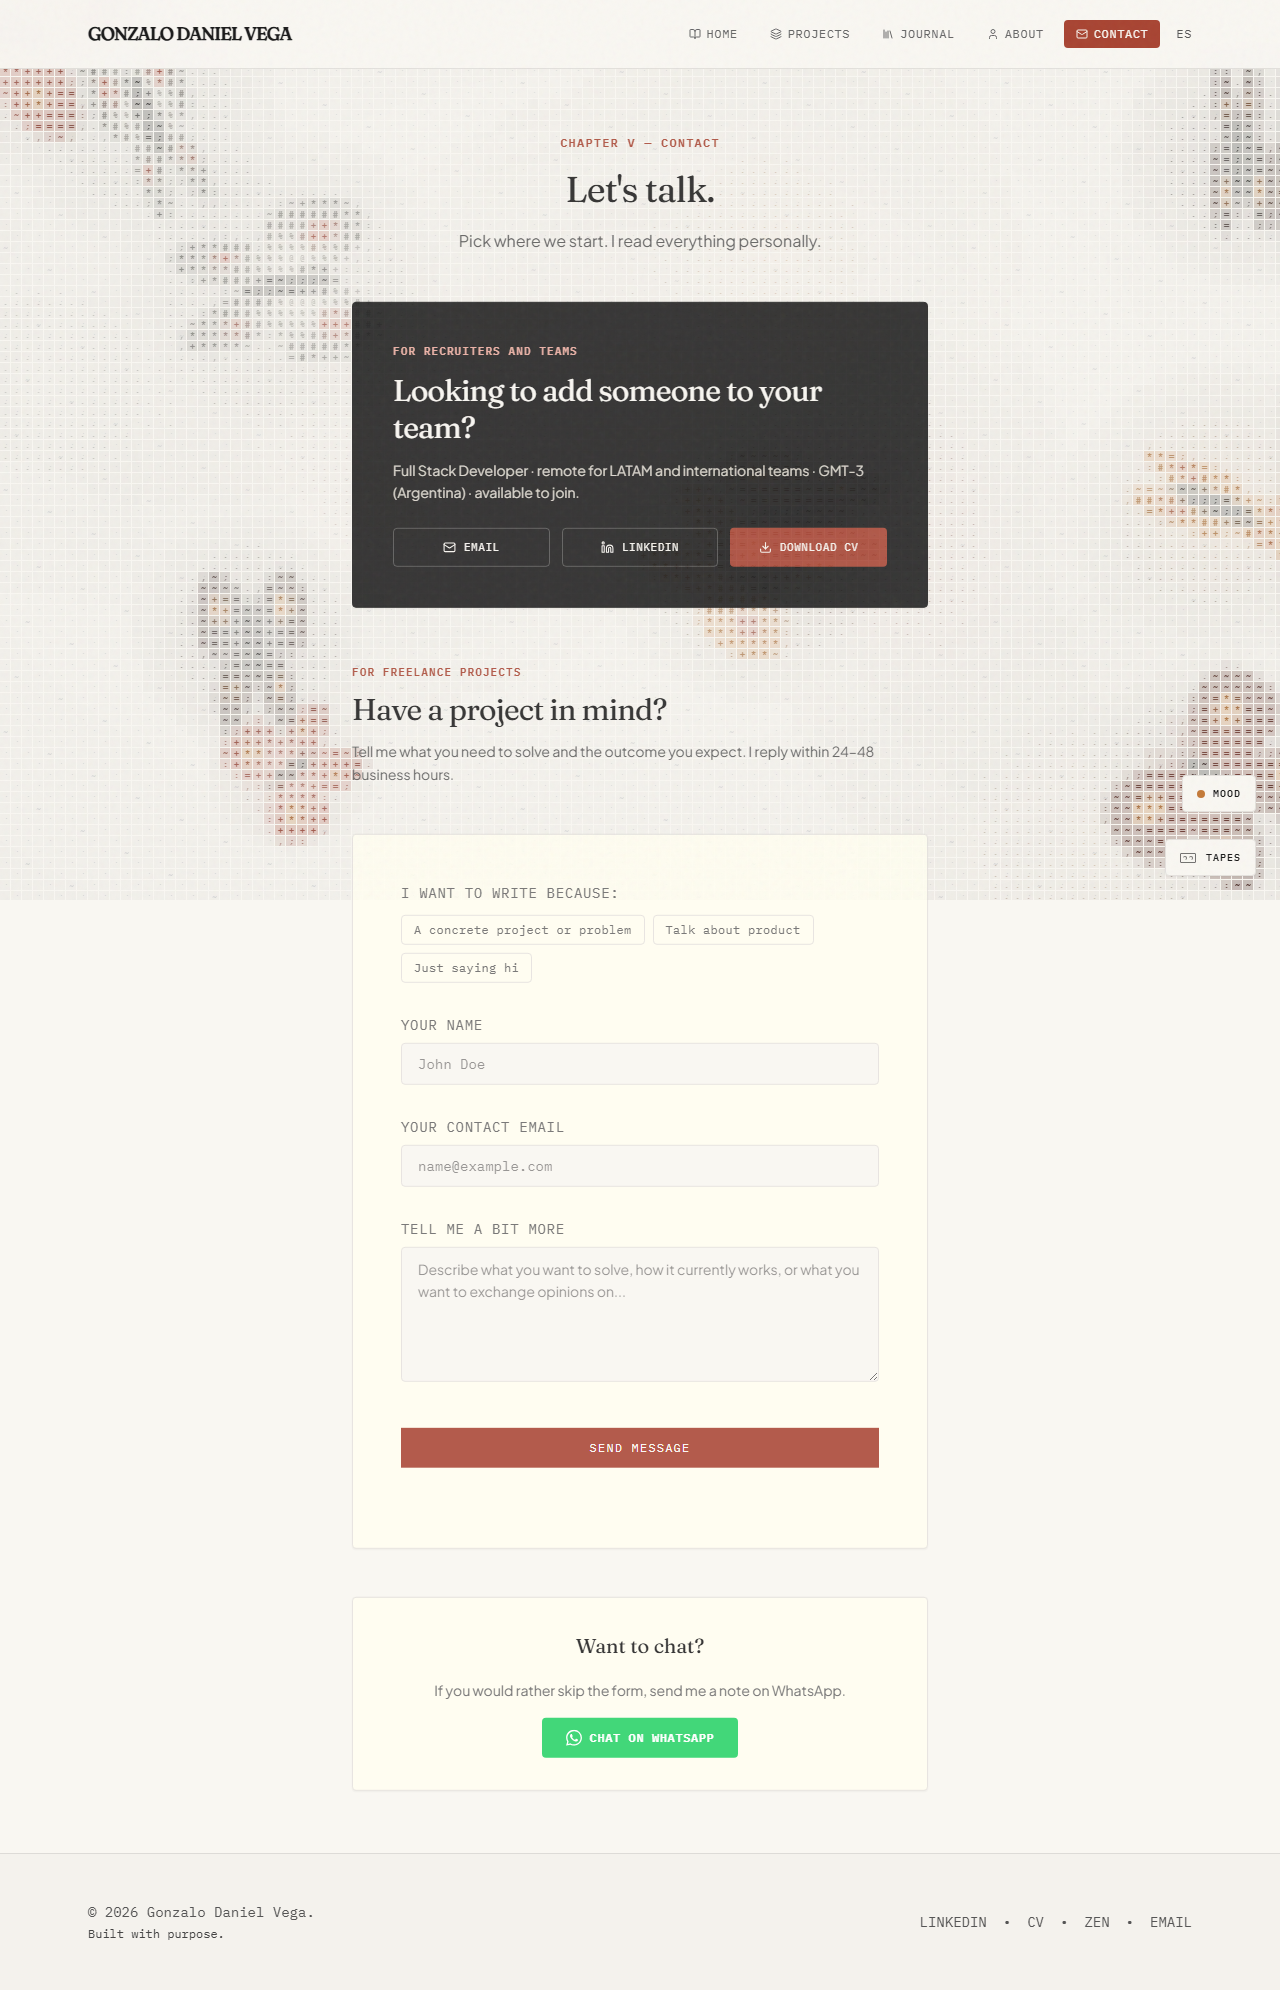 GONZALO DANIEL VEGA
HOME
PROJECTS
JOURNAL
ABOUT
CONTACT
ES
CHAPTER V — CONTACT
Let's talk.
Pick where we start. I read everything personally.
FOR RECRUITERS AND TEAMS
Looking to add someone to your
team?
Full Stack Developer · remote for LATAM and international teams · GMT-3
(Argentina) · available to join.
EMAIL
LINKEDIN
DOWNLOAD CV
FOR FREELANCE PROJECTS
Have a project in mind?
Tell me what you need to solve and the outcome you expect. I reply within 24–48
business hours.
MOOD
TAPES
I WANT TO WRITE BECAUSE:
A concrete project or problem
Talk about product
Just saying hi
YOUR NAME
John Doe
YOUR CONTACT EMAIL
name@example.com
TELL ME A BIT MORE
Describe what you want to solve, how it currently works, or what you
want to exchange opinions on...
SEND MESSAGE
Want to chat?
If you would rather skip the form, send me a note on WhatsApp.
CHAT ON WHATSAPP
© 2026 Gonzalo Daniel Vega.
Built with purpose.
LINKEDIN • CV • ZEN • EMAIL